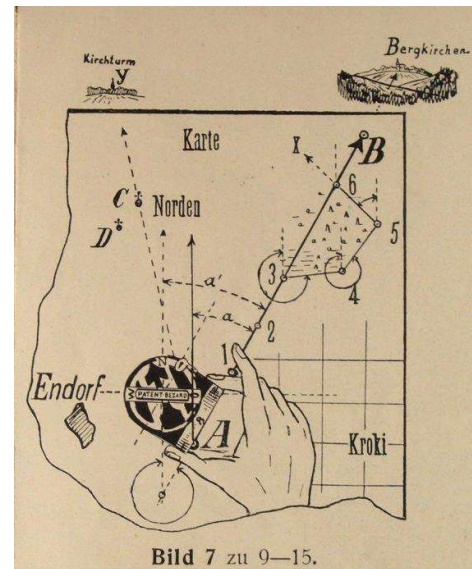 Kirchturm
y
Bergkirchen
Karte
X
B
6
C
Norden
D
5
a'
3
4
a
2
1
N
O
W
PATENT-BEZARD
Endorf
A
Kroki
Bild 7 zu 9—15.